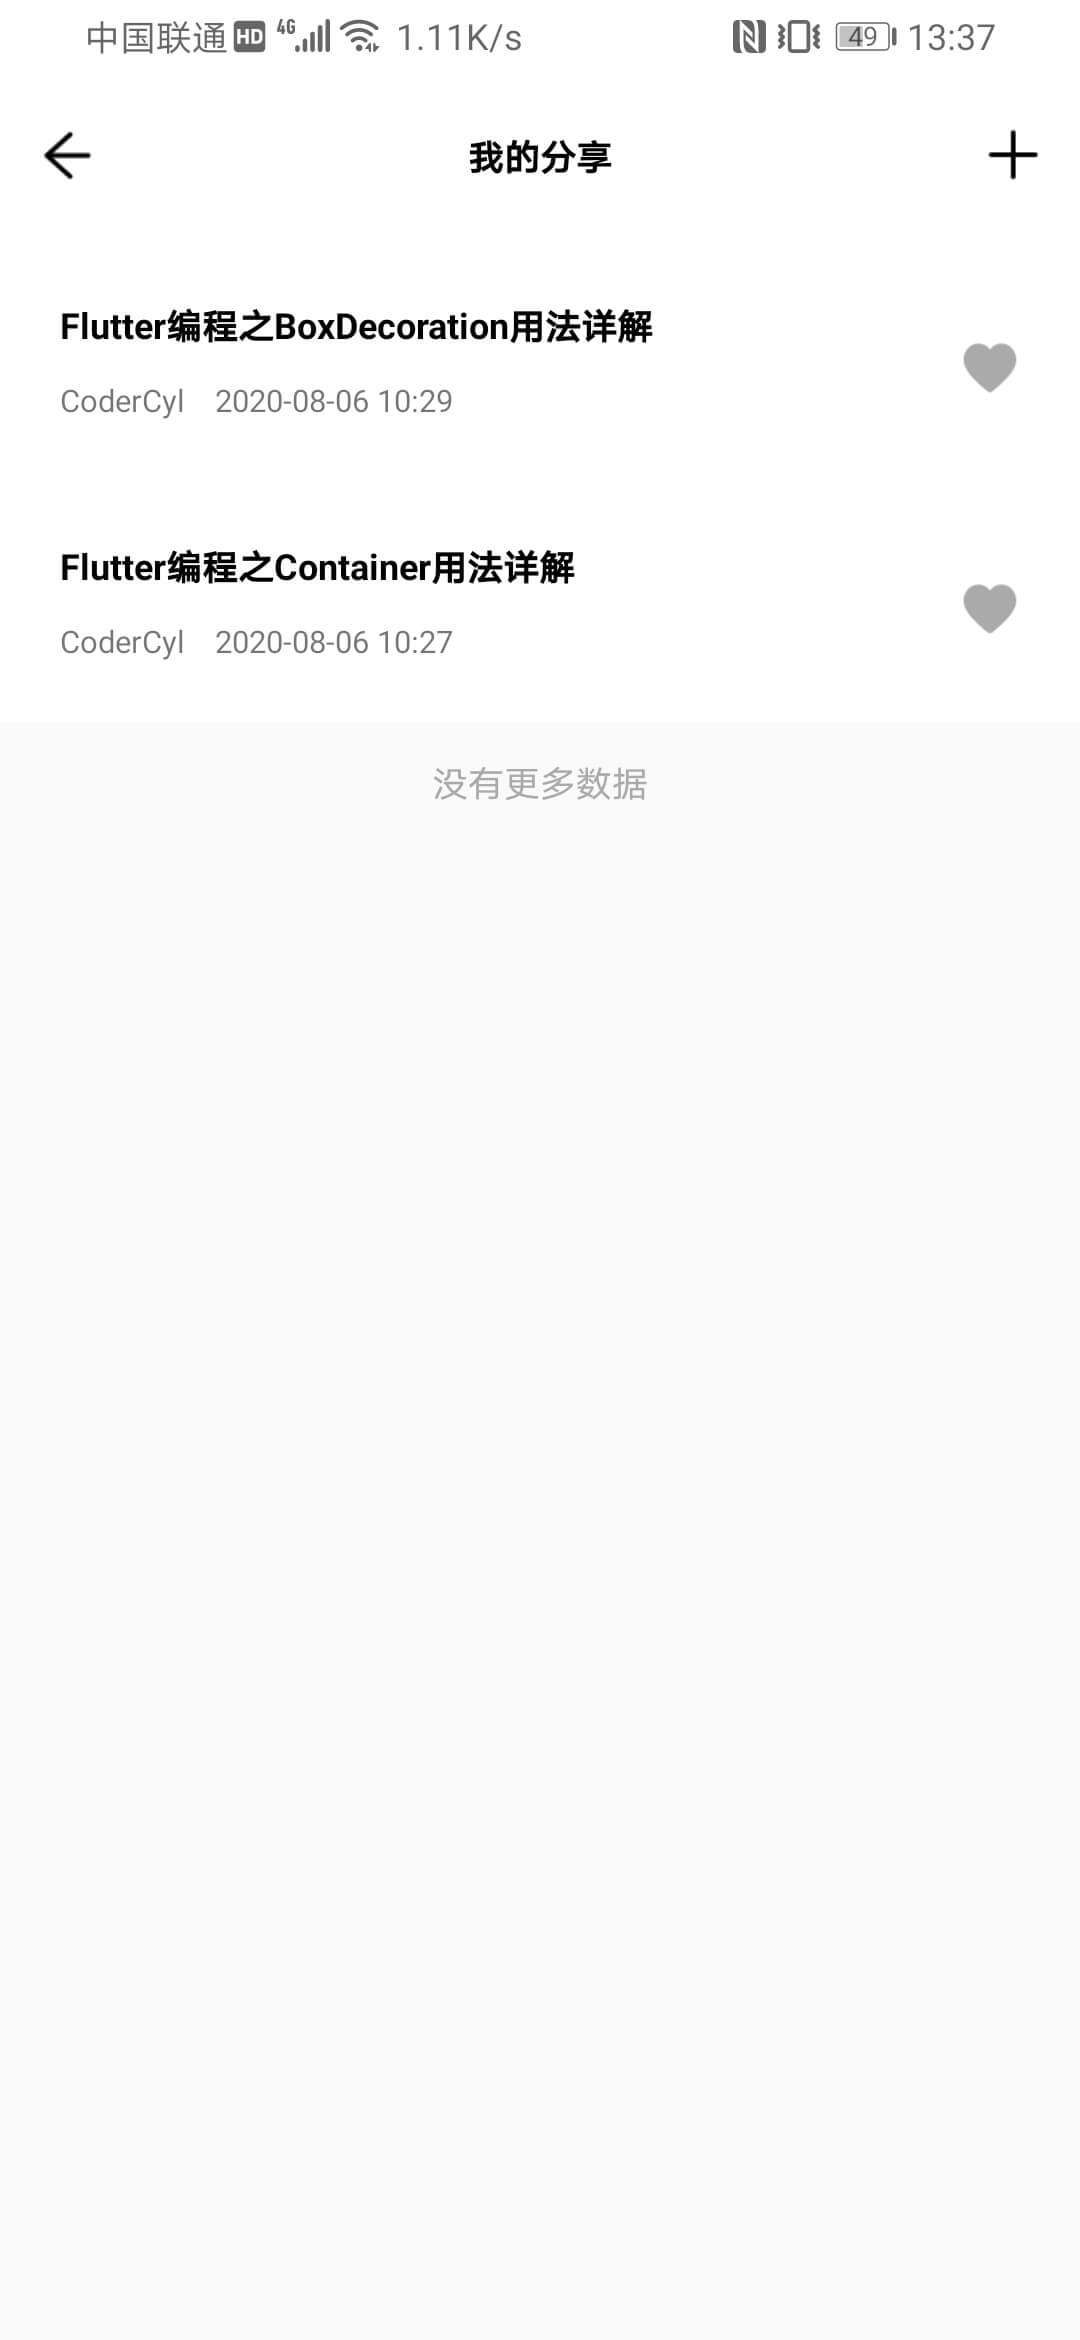 中国联通 HD 4G 1.11K/s 49 13:37
我的分享
Flutter编程之BoxDecoration用法详解
CoderCyl 2020-08-06 10:29
Flutter编程之Container用法详解
CoderCyl 2020-08-06 10:27
没有更多数据